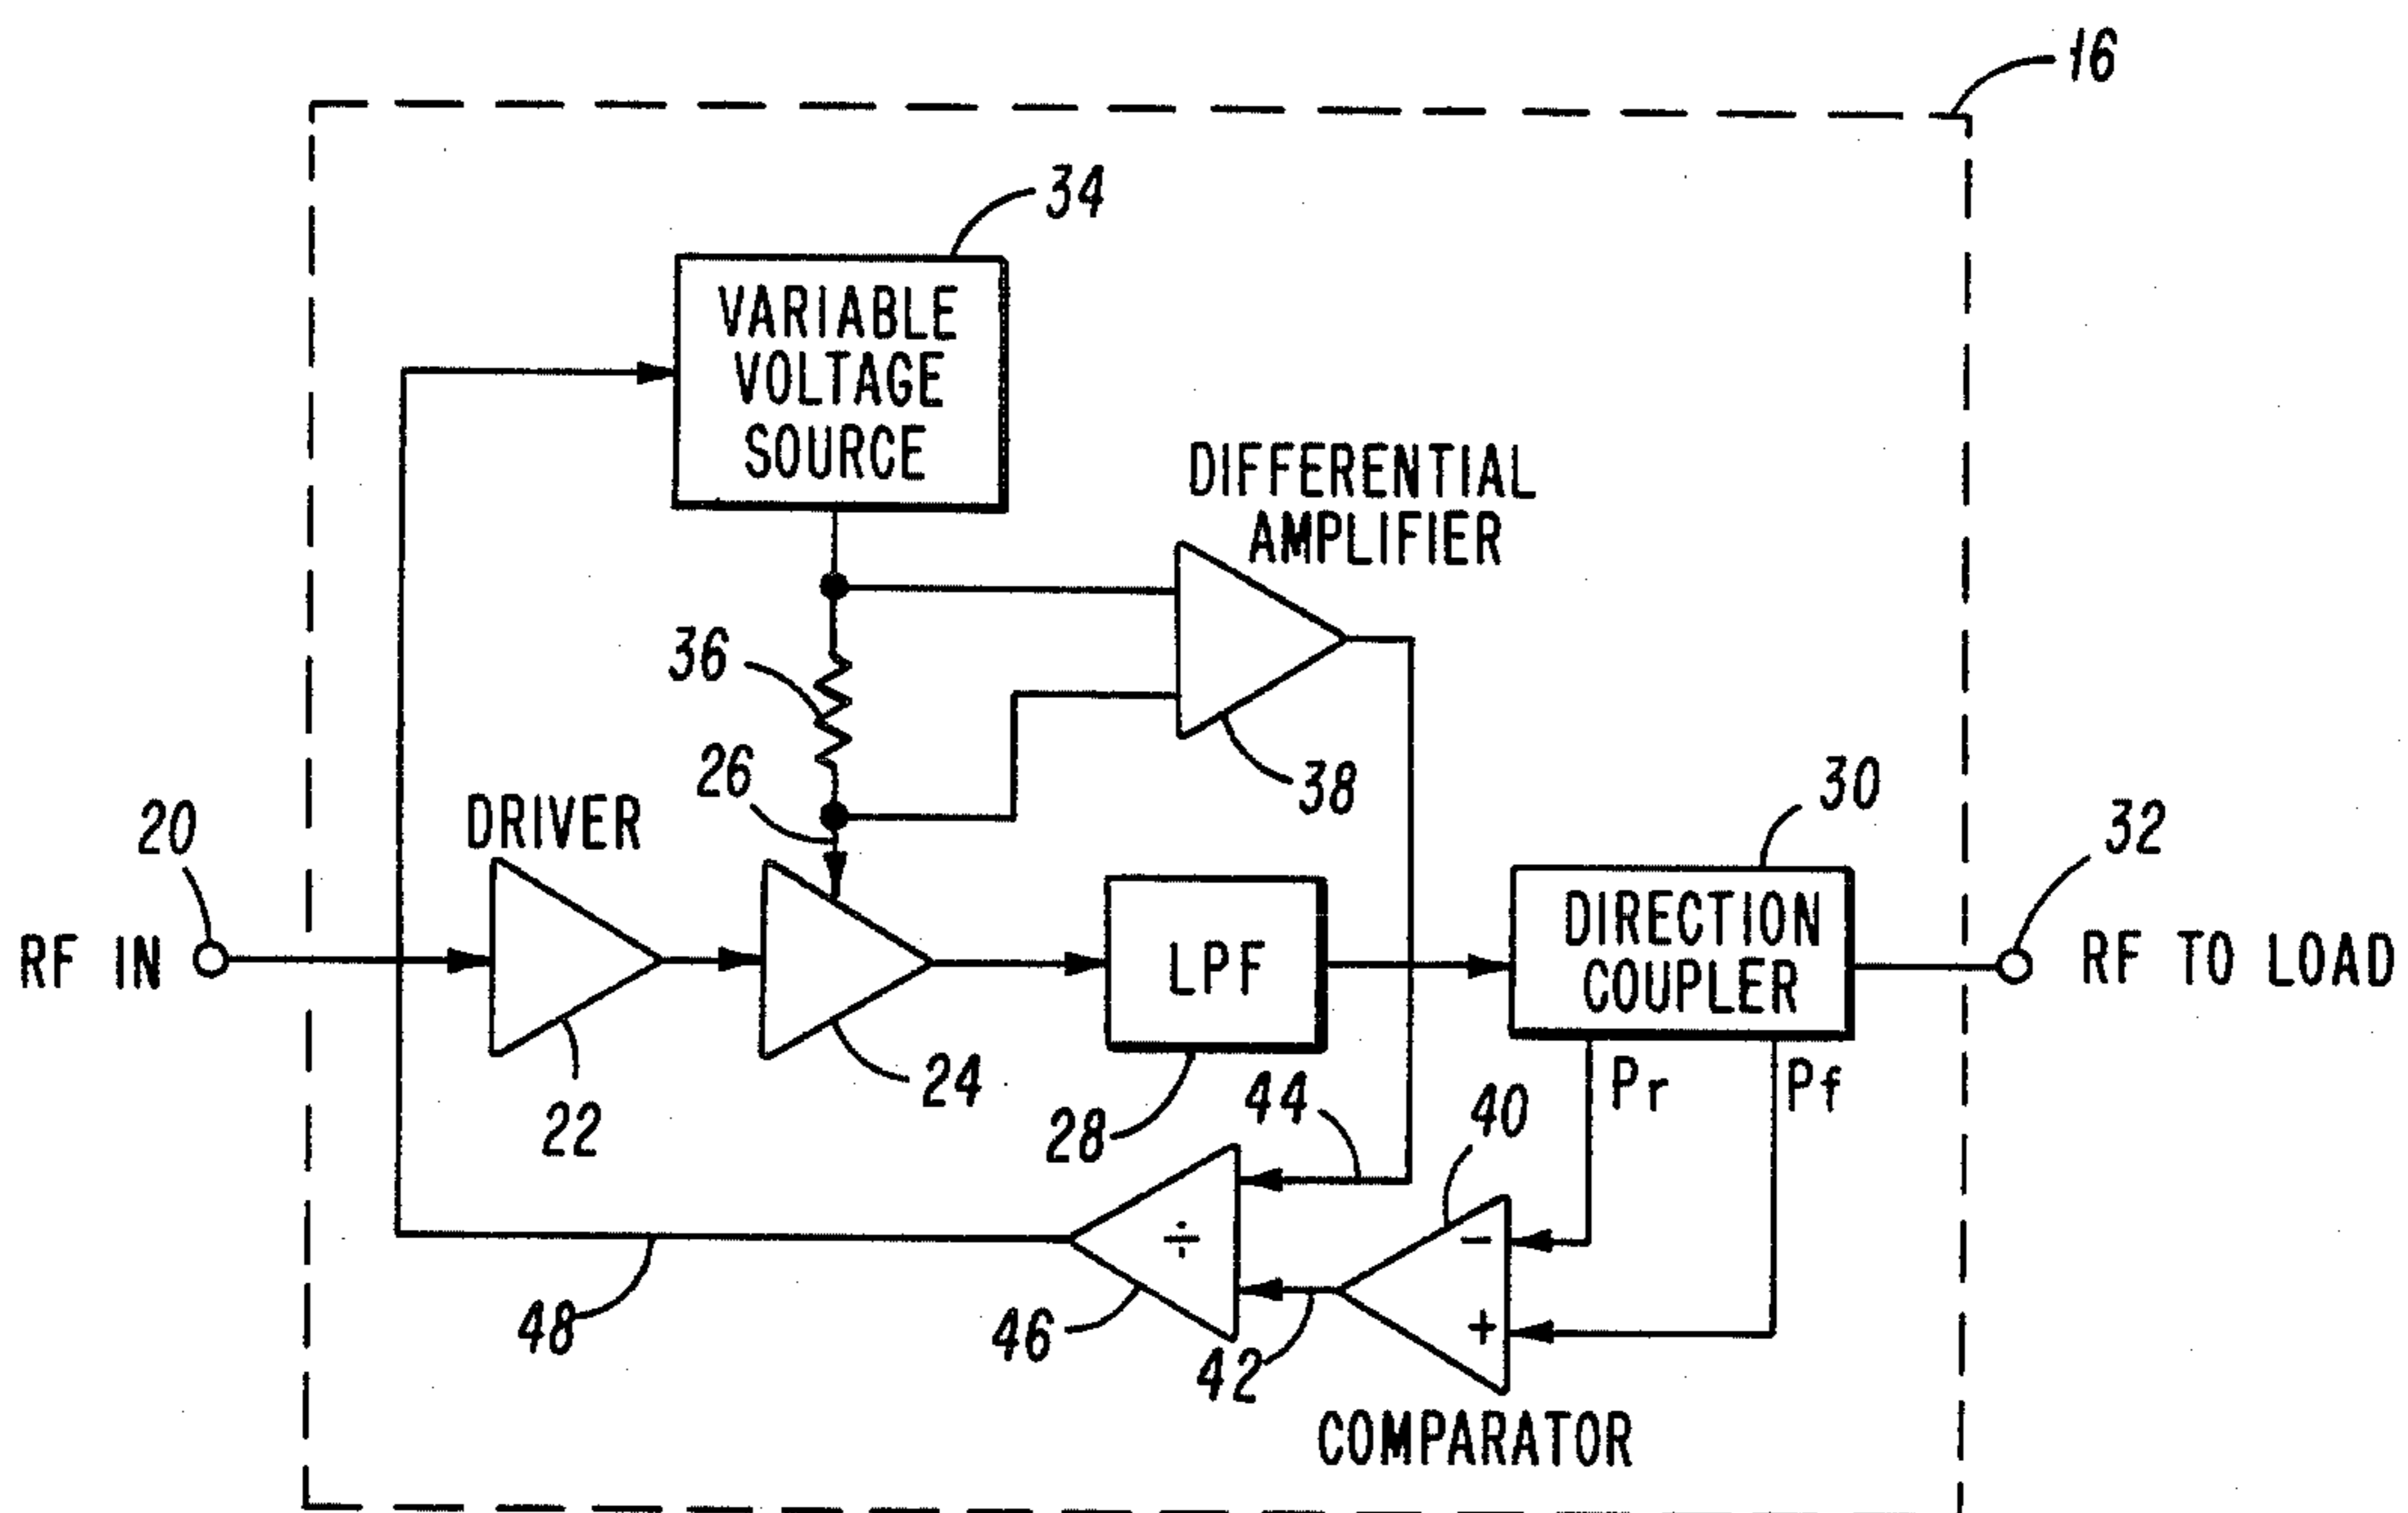 16
34
VARIABLE
VOLTAGE
SOURCE
DIFFERENTIAL
AMPLIFIER
36
26
38
30
20
DRIVER
32
RF IN
LPF
DIRECTION
COUPLER
RF TO LOAD
22
24
28
44
40
Pr
Pf
÷
−
+
48
46
42
COMPARATOR